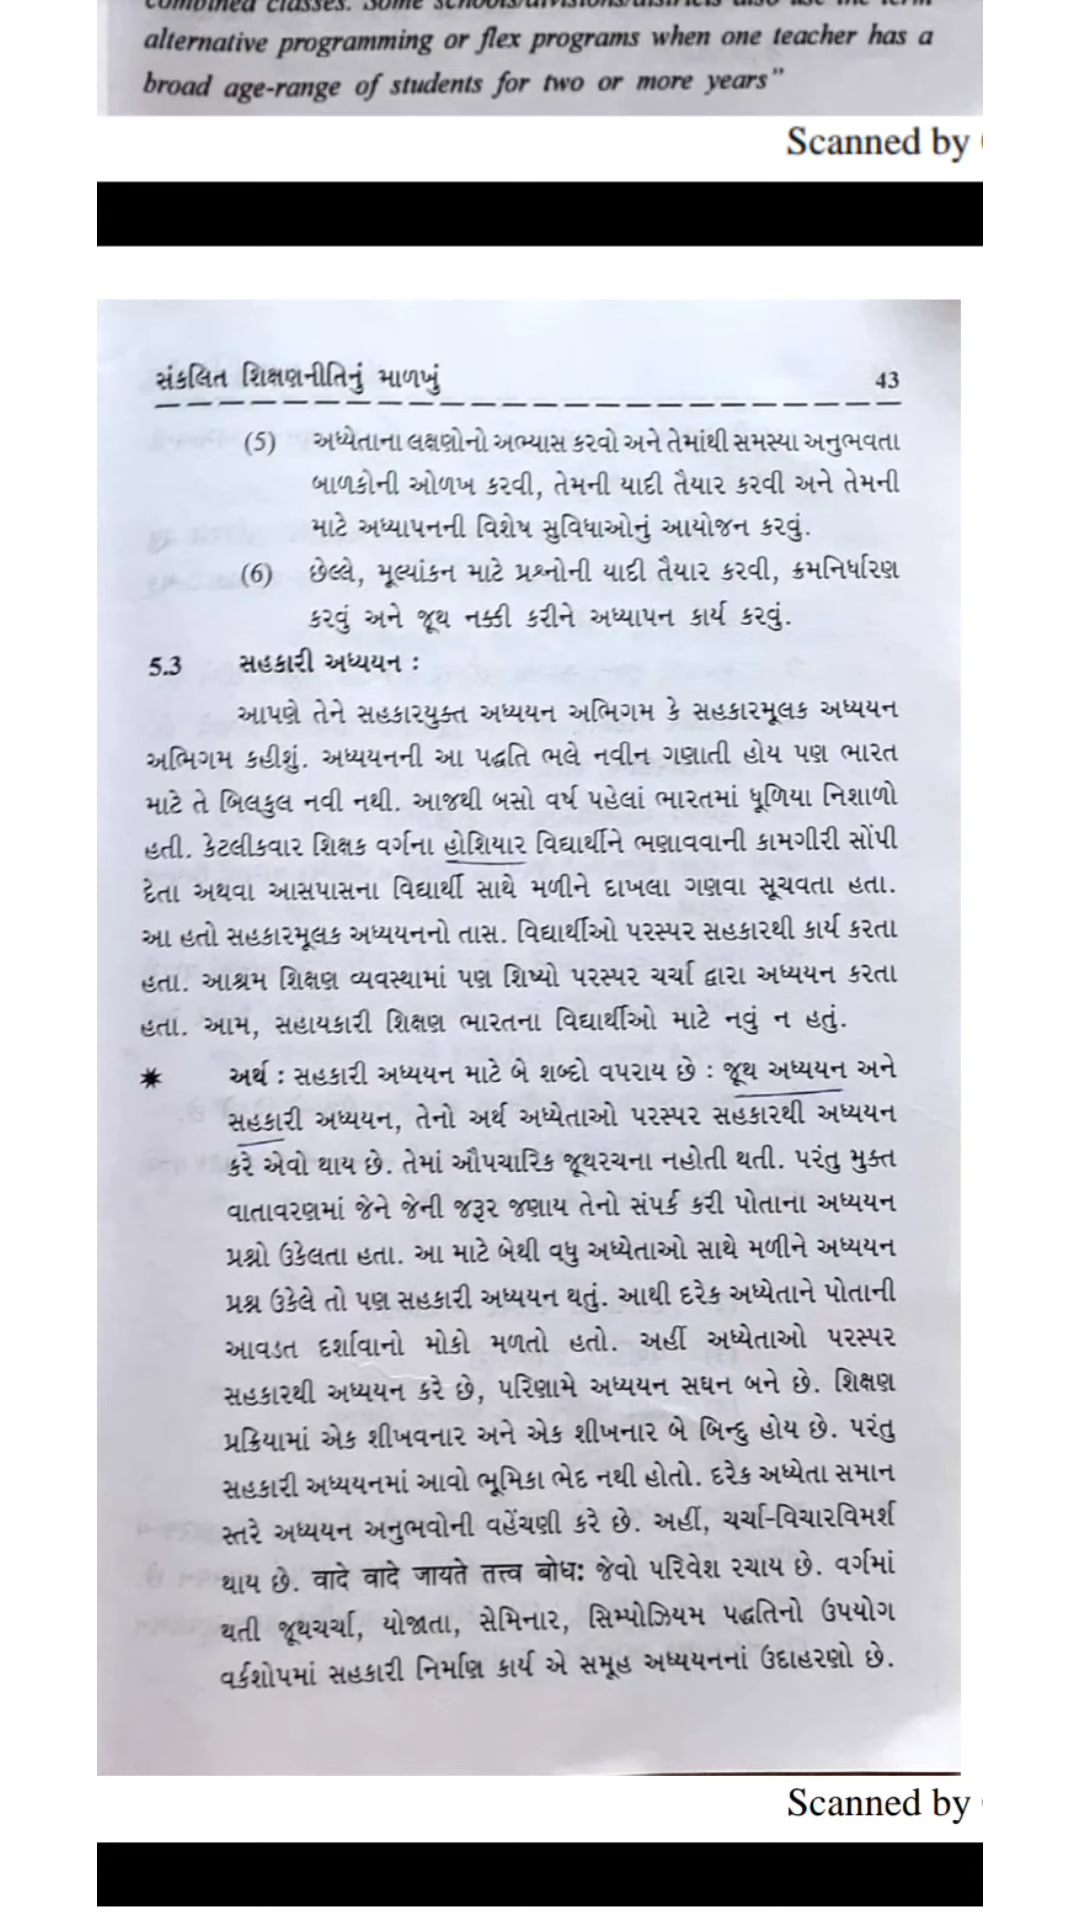 alternative programming or flex programs when one teacher has a
broad age-range of students for two or more years"
Scanned by
સંકલિત શિક્ષણનીતિનું માળખું 43
(5) અધ્યેતાના લક્ષણોનો અભ્યાસ કરવો અને તેમાંથી સમસ્યા અનુભવતા
બાળકોની ઓળખ કરવી, તેમની યાદી તૈયાર કરવી અને તેમની
માટે અધ્યાપનની વિશેષ સુવિધાઓનું આયોજન કરવું.
(6) છેલ્લે, મૂલ્યાંકન માટે પ્રશ્નોની યાદી તૈયાર કરવી, ક્રમનિર્ધારણ
કરવું અને જૂથ નક્કી કરીને અધ્યાપન કાર્ય કરવું.
5.3 સહકારી અધ્યયન :
આપણે તેને સહકારયુક્ત અધ્યયન અભિગમ કે સહકારમૂલક અધ્યયન
અભિગમ કહીશું. અધ્યયનની આ પદ્ધતિ ભલે નવીન ગણાતી હોય પણ ભારત
માટે તે બિલકુલ નવી નથી. આજથી બસો વર્ષ પહેલાં ભારતમાં ધૂળિયા નિશાળો
હતી. કેટલીકવાર શિક્ષક વર્ગના હોશિયાર વિદ્યાર્થીને ભણાવવાની કામગીરી સોંપી
દેતા અથવા આસપાસના વિદ્યાર્થી સાથે મળીને દાખલા ગણવા સૂચવતા હતા.
આ હતો સહકારમૂલક અધ્યયનનો તાસ. વિદ્યાર્થીઓ પરસ્પર સહકારથી કાર્ય કરતા
હતા. આશ્રમ શિક્ષણ વ્યવસ્થામાં પણ શિષ્યો પરસ્પર ચર્ચા દ્વારા અધ્યયન કરતા
હતા. આમ, સહાયકારી શિક્ષણ ભારતનાં વિદ્યાર્થીઓ માટે નવું ન હતું.
✷ અર્થ : સહકારી અધ્યયન માટે બે શબ્દો વપરાય છે : જૂથ અધ્યયન અને
સહકારી અધ્યયન, તેનો અર્થ અધ્યેતાઓ પરસ્પર સહકારથી અધ્યયન
કરે એવો થાય છે. તેમાં ઔપચારિક જૂથરચના નહોતી થતી. પરંતુ મુક્ત
વાતાવરણમાં જેને જેની જરૂર જણાય તેનો સંપર્ક કરી પોતાના અધ્યયન
પ્રશ્નો ઉકેલતા હતા. આ માટે બેથી વધુ અધ્યેતાઓ સાથે મળીને અધ્યયન
પ્રશ્ન ઉકેલે તો પણ સહકારી અધ્યયન થતું. આથી દરેક અધ્યેતાને પોતાની
આવડત દર્શાવાનો મોકો મળતો હતો. અહીં અધ્યેતાઓ પરસ્પર
સહકારથી અધ્યયન કરે છે, પરિણામે અધ્યયન સઘન બને છે. શિક્ષણ
પ્રક્રિયામાં એક શીખવનાર અને એક શીખનાર બે બિન્દુ હોય છે. પરંતુ
સહકારી અધ્યયનમાં આવો ભૂમિકા ભેદ નથી હોતો. દરેક અધ્યેતા સમાન
સ્તરે અધ્યયન અનુભવોની વહેંચણી કરે છે. અહીં, ચર્ચા-વિચારવિમર્શ
થાય છે. वादे वादे जायते तत्त्व बोधः જેવો પરિવેશ રચાય છે. વર્ગમાં
થતી જૂથચર્ચા, યોજાતા, સેમિનાર, સિમ્પોઝિયમ પદ્ધતિનો ઉપયોગ
વર્કશોપમાં સહકારી નિર્માણ કાર્ય એ સમૂહ અધ્યયનનાં ઉદાહરણો છે.
Scanned by